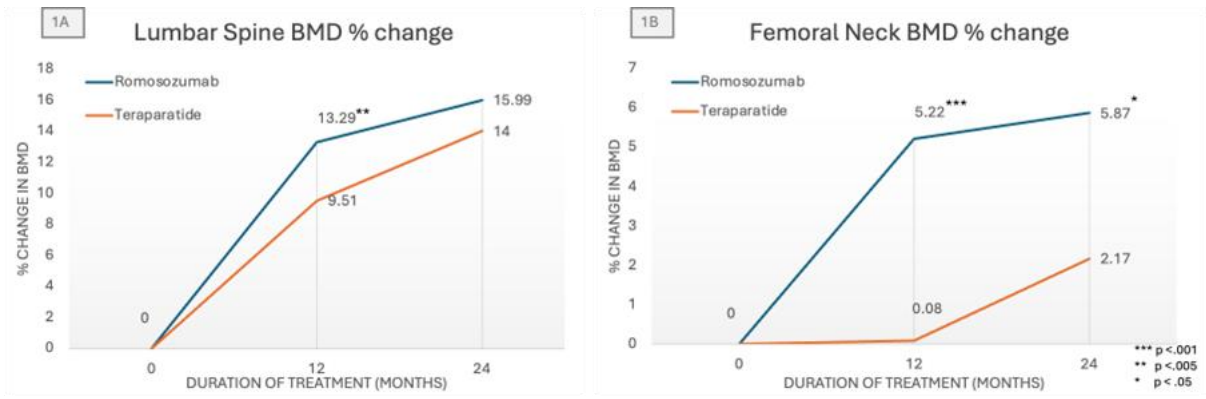 1A
Lumbar Spine BMD % change
18
16
14
12
10
8
6
4
2
0
% CHANGE IN BMD
Romosozumab
Teraparatide
0
13.29**
9.51
15.99
14
0 12 24
DURATION OF TREATMENT (MONTHS)
1B
Femoral Neck BMD % change
7
6
5
4
3
2
1
0
% CHANGE IN BMD
Romosozumab
Teraparatide
0
5.22***
0.08
5.87*
2.17
0 12 24
DURATION OF TREATMENT (MONTHS)
*** p <.001
** p <.005
* p < .05